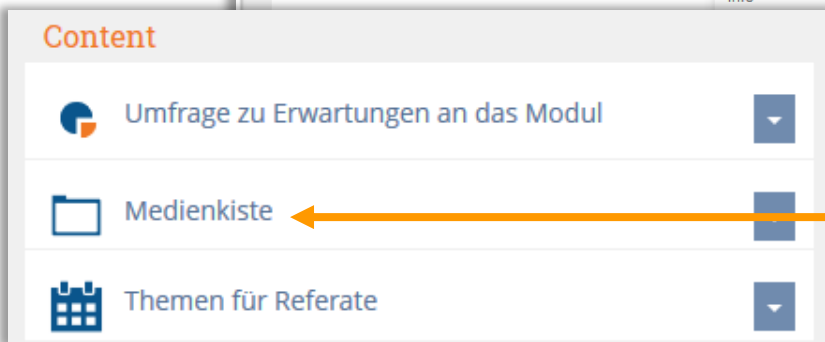 Content
Umfrage zu Erwartungen an das Modul
Medienkiste
Themen für Referate